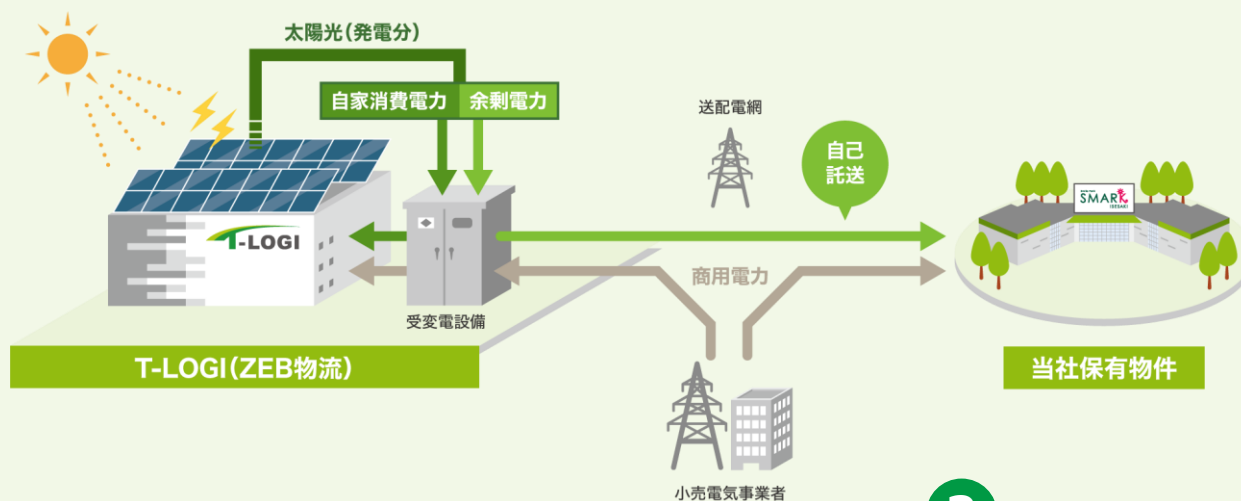 太陽光（発電分）
自家消費電力
余剰電力
送配電網
自己
託送
SMARK
ISESAKI
T-LOGI
商用電力
受変電設備
T-LOGI（ZEB物流）
当社保有物件
小売電気事業者